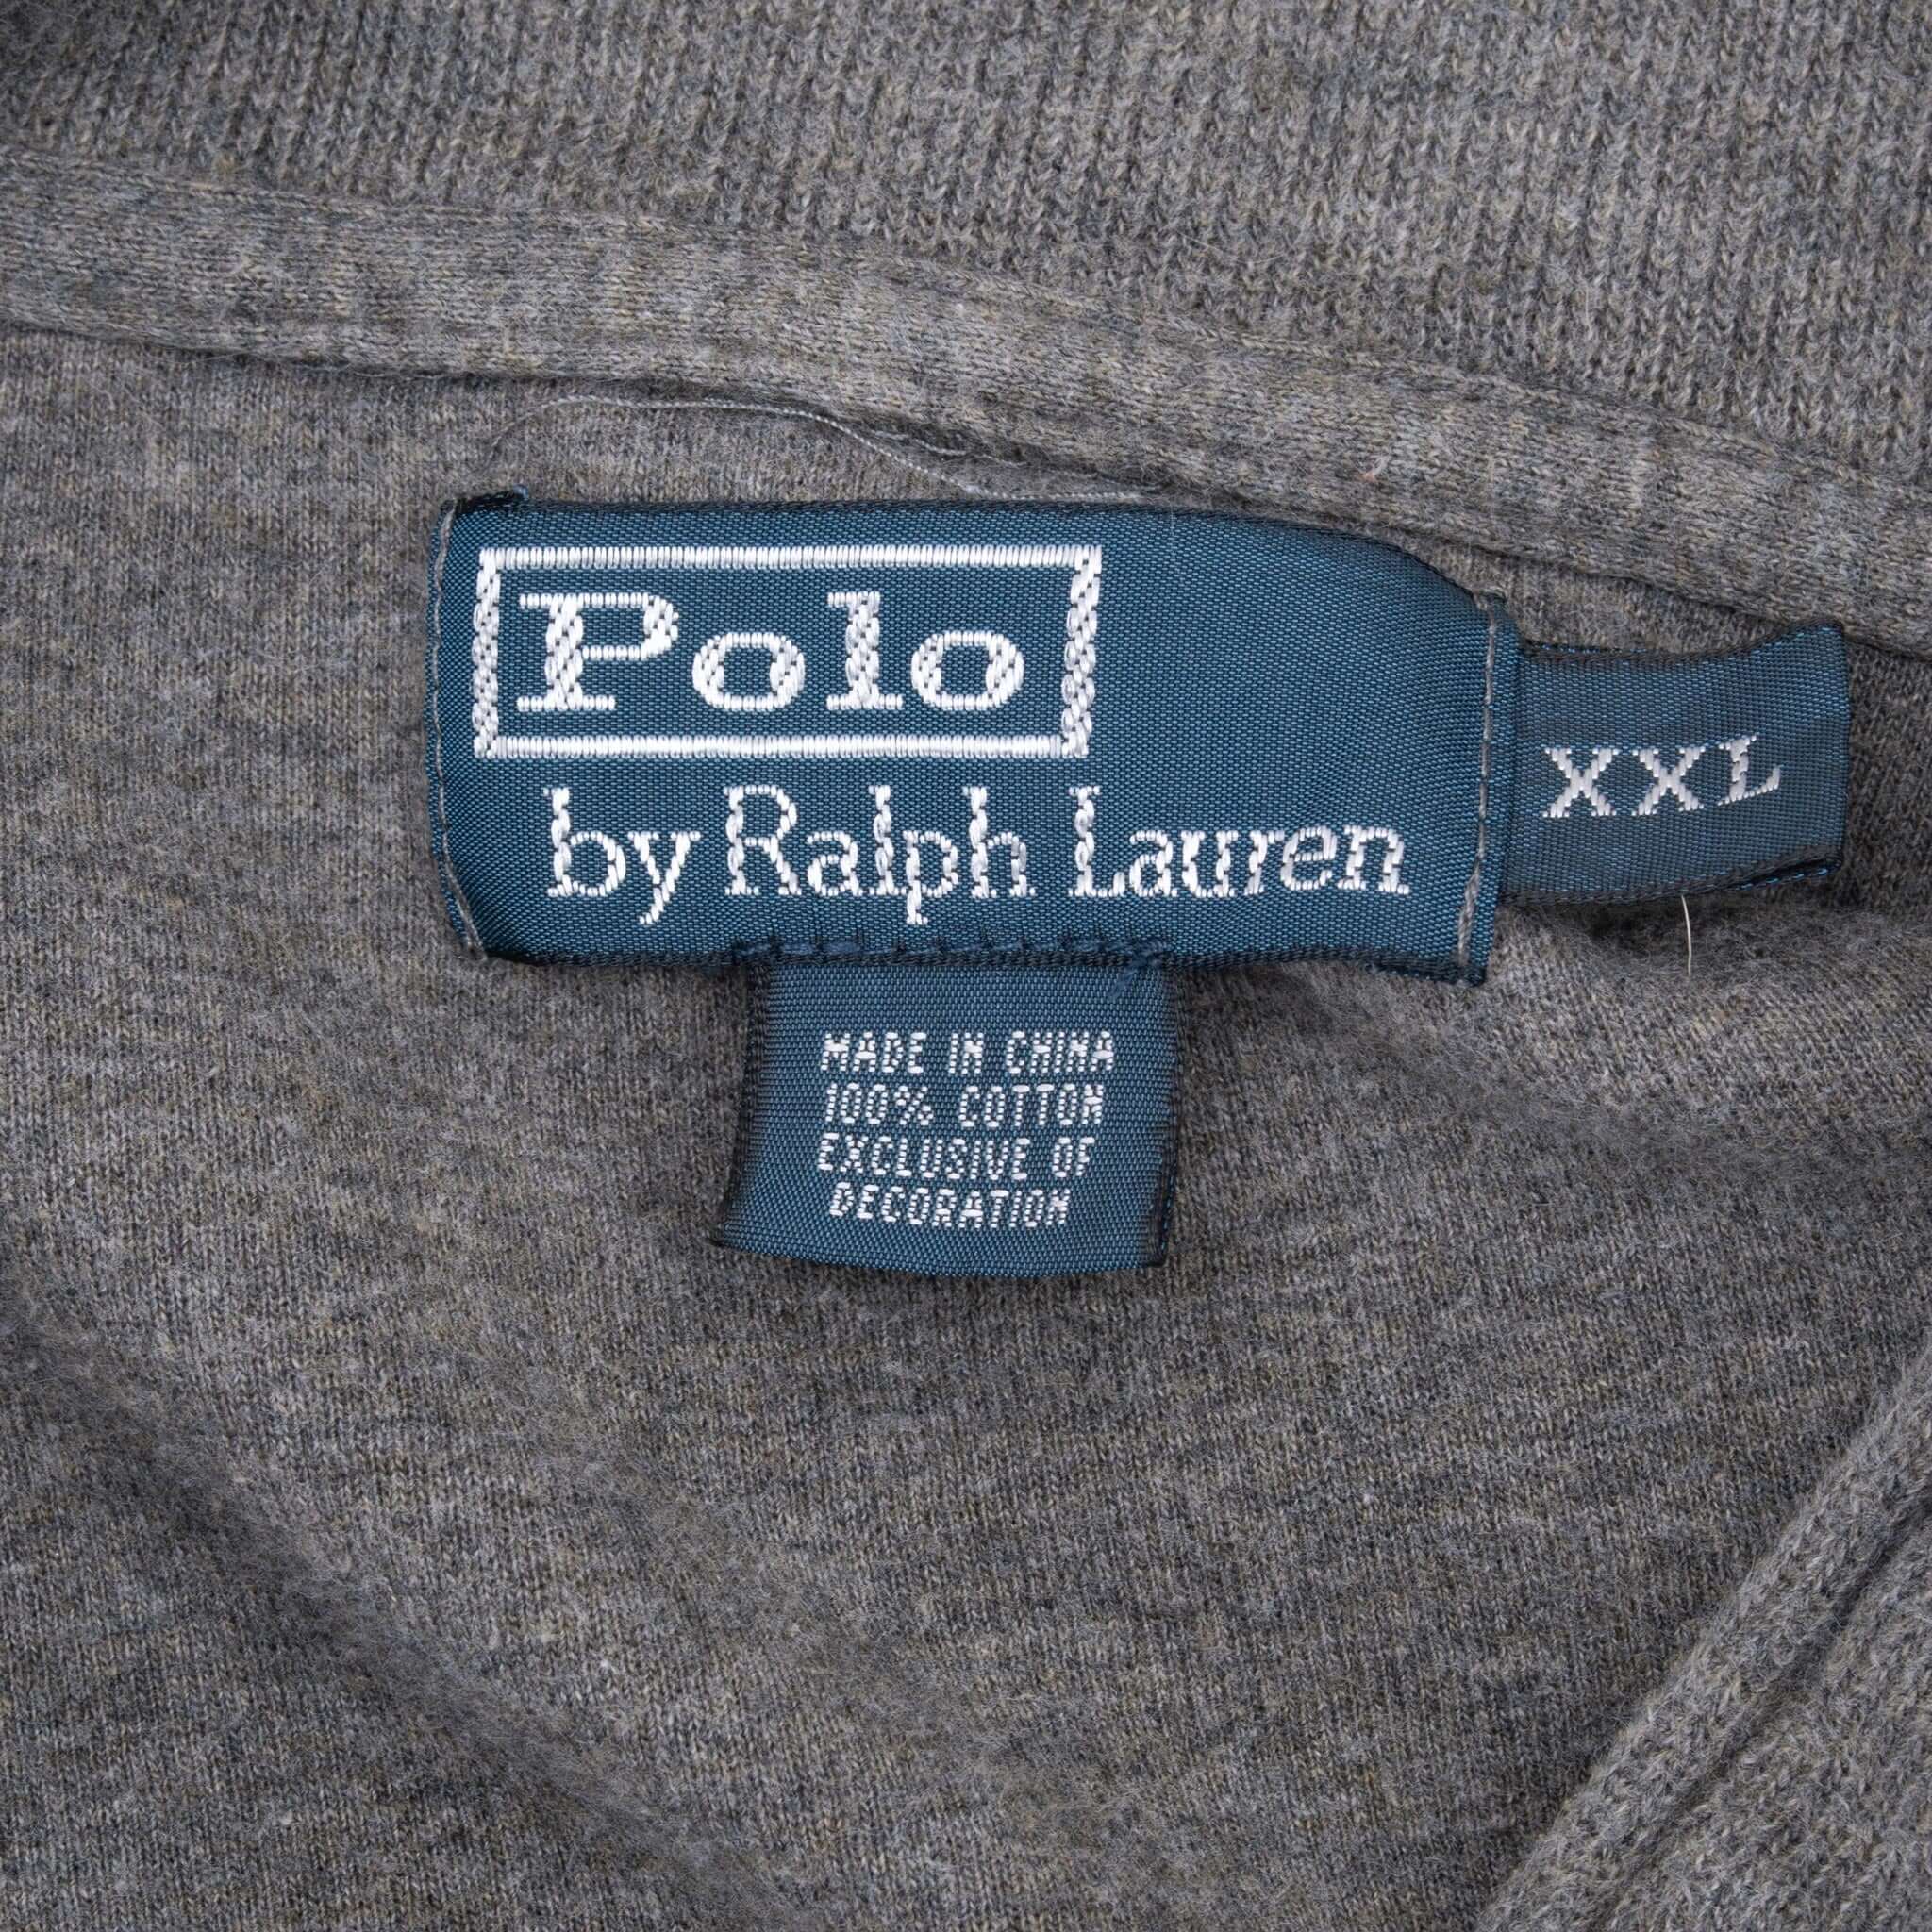 Polo
by Ralph Lauren
XXL
MADE IN CHINA
100% COTTON
EXCLUSIVE OF
DECORATION